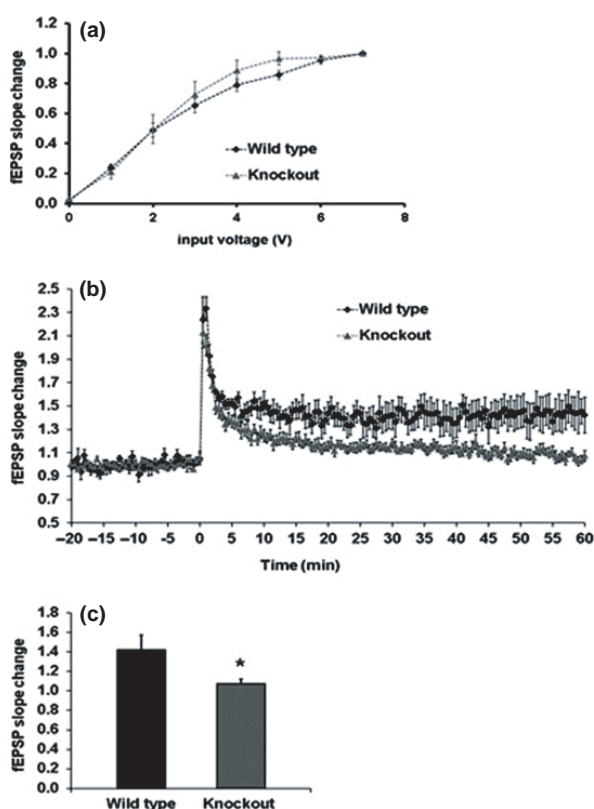 (a)
fEPSP slope change
1.2
1.0
0.8
0.6
0.4
0.2
0.0
Wild type
Knockout
0 2 4 6 8
input voltage (V)
(b)
fEPSP slope change
2.5
2.3
2.1
1.9
1.7
1.5
1.3
1.1
0.9
0.7
0.5
Wild type
Knockout
–20 –15 –10 -5 0 5 10 15 20 25 30 35 40 45 50 55 60
Time (min)
(c)
fEPSP slope change
1.8
1.6
1.4
1.2
1.0
0.8
0.6
0.4
0.2
0.0
*
Wild type Knockout